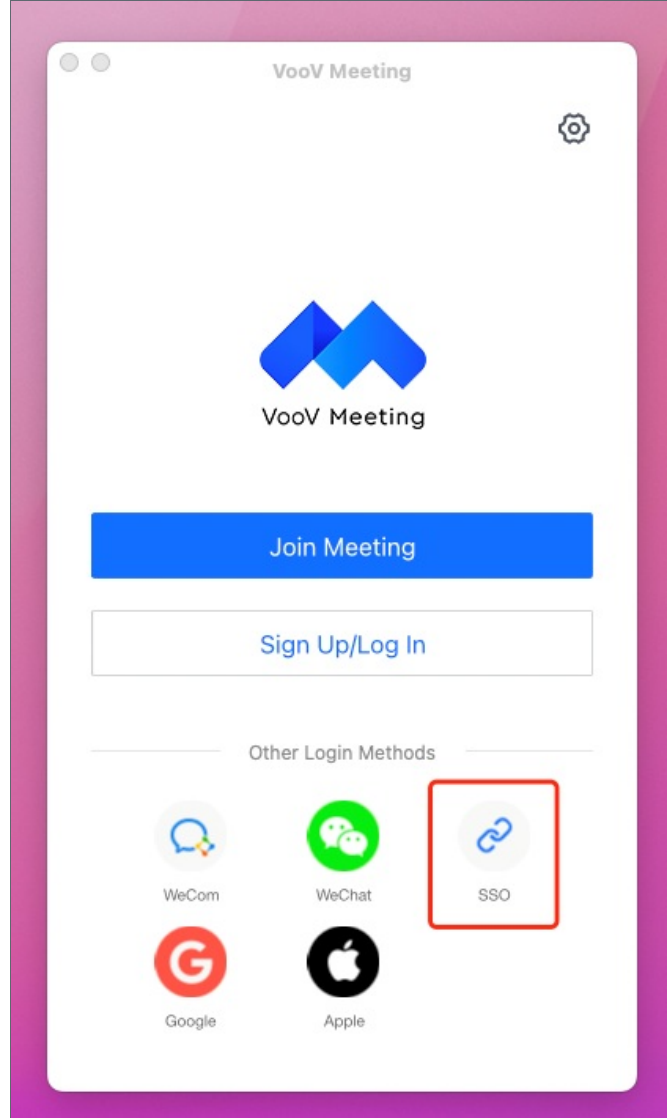 VooV Meeting
VooV Meeting
Join Meeting
Sign Up/Log In
Other Login Methods
WeCom
WeChat
SSO
Google
Apple